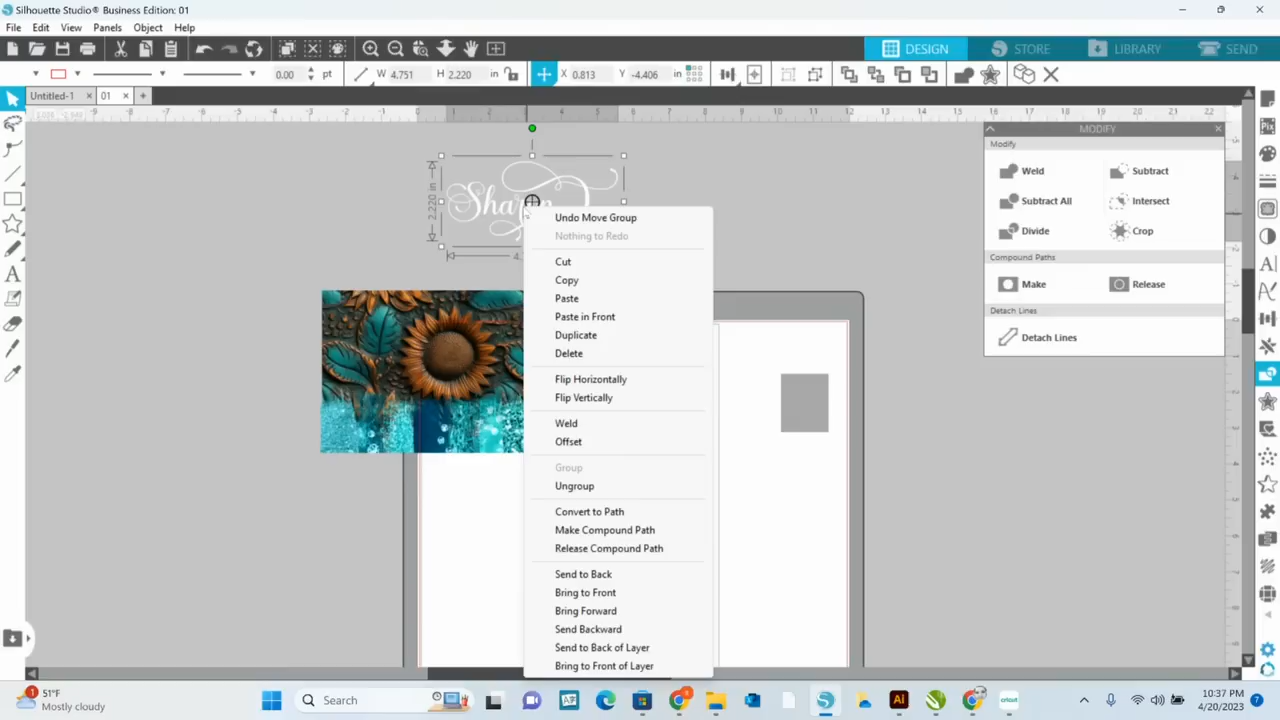 Silhouette Studio® Business Edition: 01
File Edit View Panels Object Help
DESIGN STORE LIBRARY SEND
0.00 pt W 4.751 H 2.220 in X 0.813 Y -4.406 in
Untitled-1 01
MODIFY
Modify
Weld Subtract
Subtract All Intersect
Divide Crop
Compound Paths
Make Release
Detach Lines
Detach Lines
2.220 in
Undo Move Group
Nothing to Redo
Cut
Copy
Paste
Paste in Front
Duplicate
Delete
Flip Horizontally
Flip Vertically
Weld
Offset
Group
Ungroup
Convert to Path
Make Compound Path
Release Compound Path
Send to Back
Bring to Front
Bring Forward
Send Backward
Send to Back of Layer
Bring to Front of Layer
51°F
Mostly cloudy
Search
10:37 PM
4/20/2023